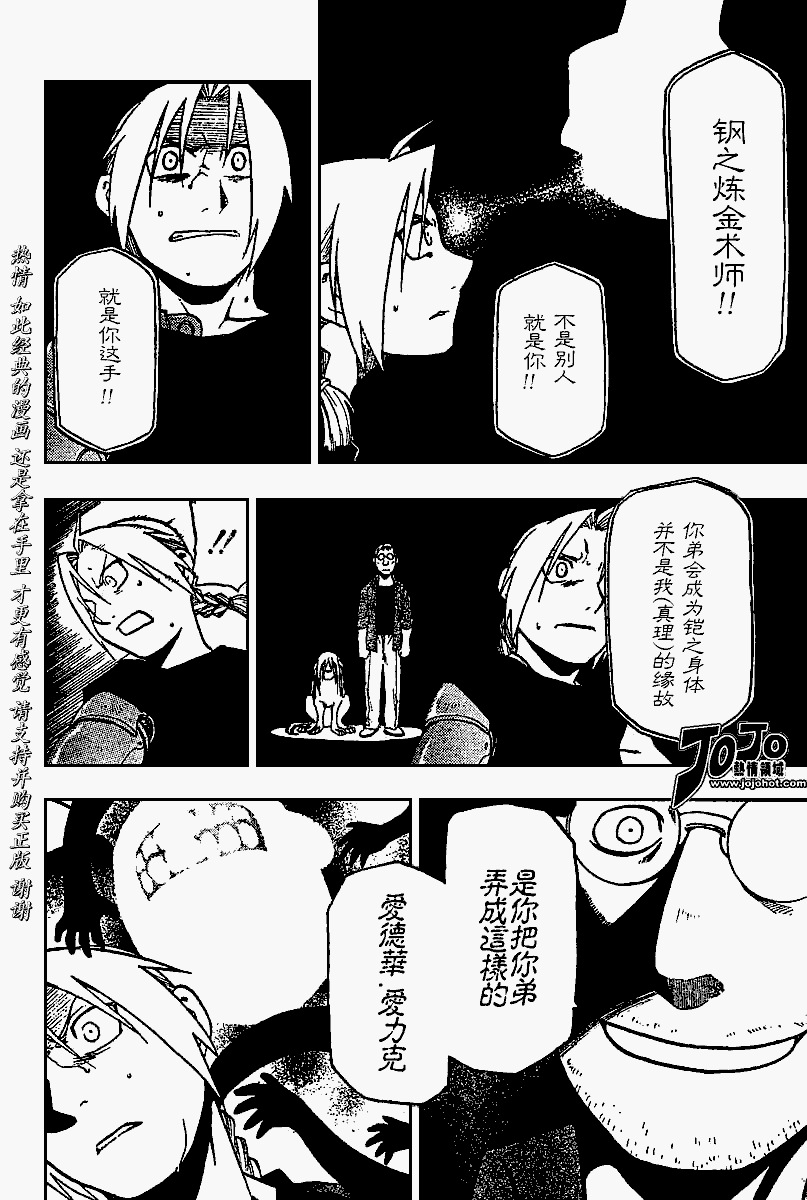 钢之炼金术师!!
不是别人
就是你!!
就是你这手!!
你弟会成为铠之身体
并不是我(真理)的缘故
!!
是你把你弟
弄成這樣的
愛德華·愛力克
热情 如此经典的漫画 还是拿在手里 才更有感觉 请支持并购买正版 谢谢
JOJO
熱情領域
www.jojohot.com